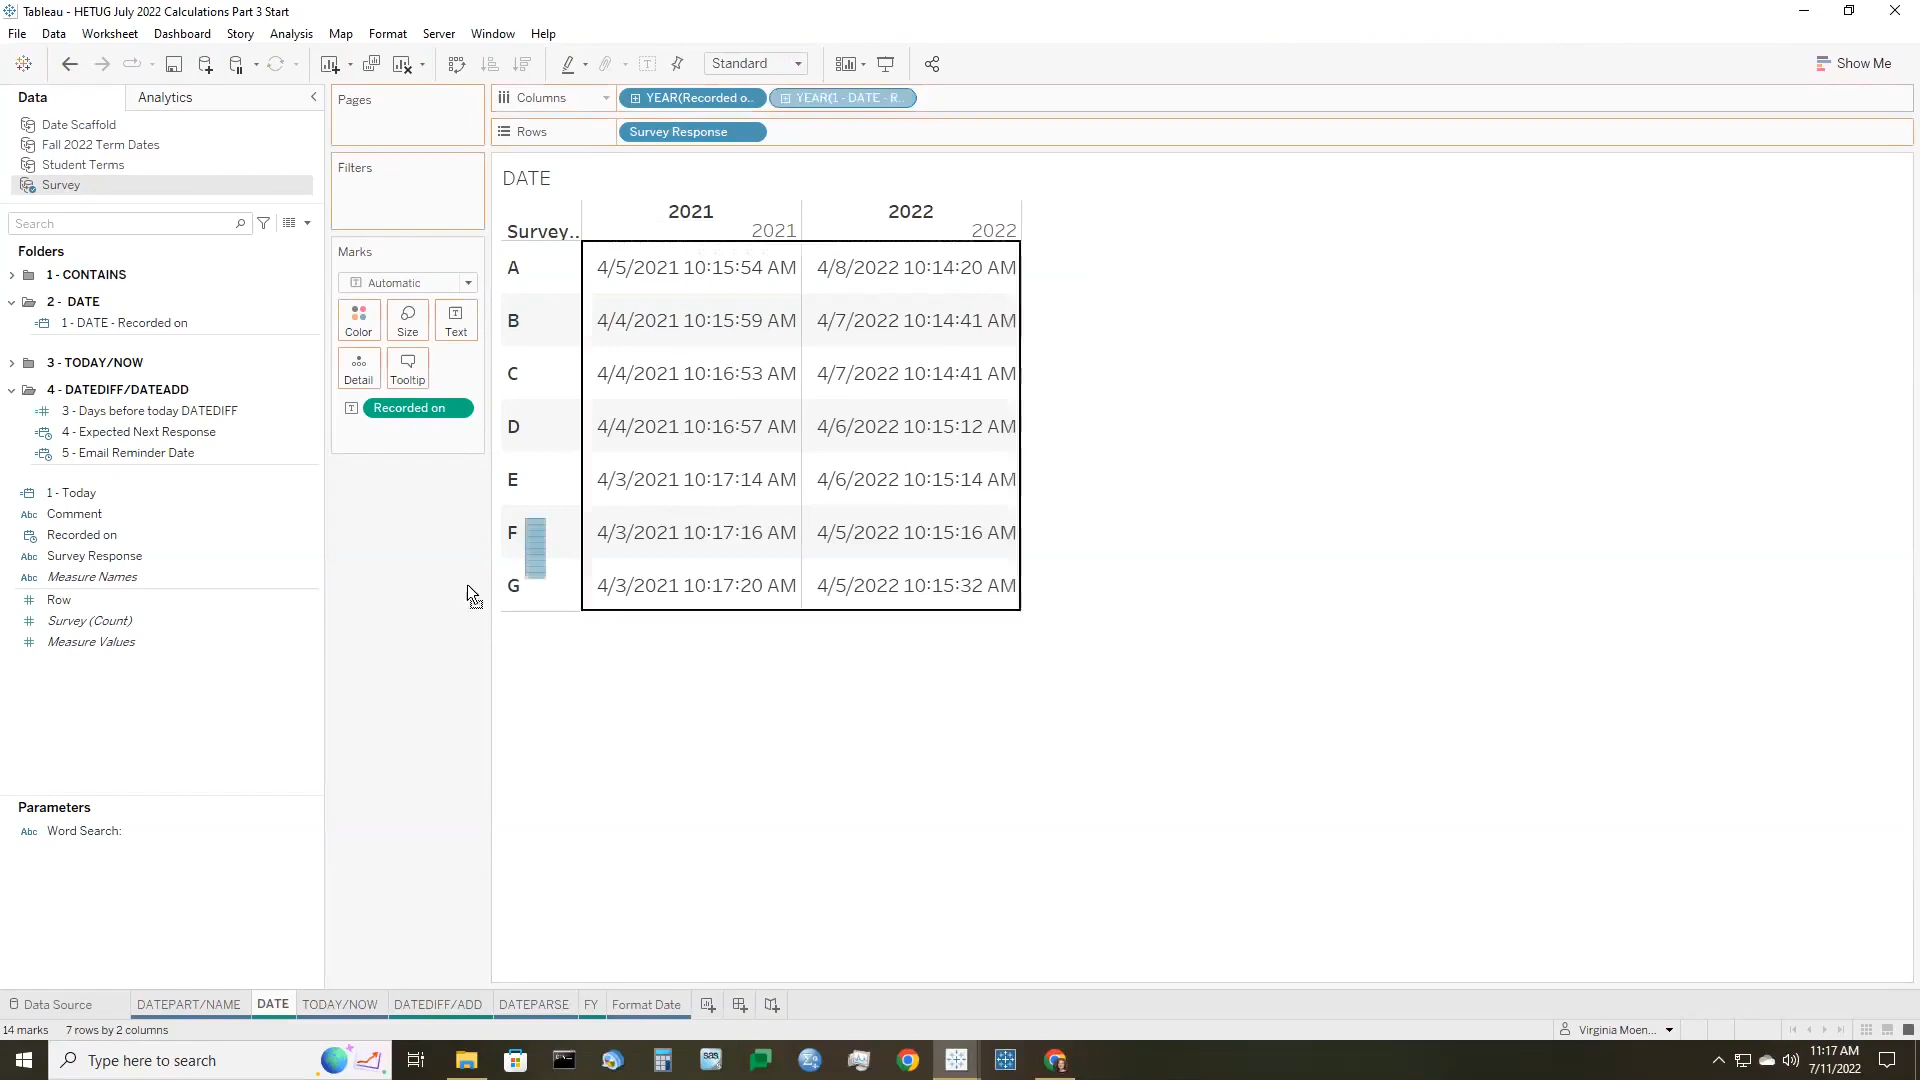 Tableau - HETUG July 2022 Calculations Part 3 Start
File Data Worksheet Dashboard Story Analysis Map Format Server Window Help
Standard
Show Me
Data Analytics
Date Scaffold
Fall 2022 Term Dates
Student Terms
Survey
Search
Folders
1 - CONTAINS
2 - DATE
1 - DATE - Recorded on
3 - TODAY/NOW
4 - DATEDIFF/DATEADD
3 - Days before today DATEDIFF
4 - Expected Next Response
5 - Email Reminder Date
1 - Today
Abc Comment
Recorded on
Abc Survey Response
Abc Measure Names
Row
Survey (Count)
Measure Values
Parameters
Abc Word Search:
Pages
Filters
Marks
Automatic
Color Size Text
Detail Tooltip
Recorded on
Columns YEAR(Recorded o.. YEAR(1 - DATE - R..
Rows Survey Response
DATE
2021 2022
Survey.. 2021 2022
A 4/5/2021 10:15:54 AM 4/8/2022 10:14:20 AM
B 4/4/2021 10:15:59 AM 4/7/2022 10:14:41 AM
C 4/4/2021 10:16:53 AM 4/7/2022 10:14:41 AM
D 4/4/2021 10:16:57 AM 4/6/2022 10:15:12 AM
E 4/3/2021 10:17:14 AM 4/6/2022 10:15:14 AM
F 4/3/2021 10:17:16 AM 4/5/2022 10:15:16 AM
G 4/3/2021 10:17:20 AM 4/5/2022 10:15:32 AM
Data Source DATEPART/NAME DATE TODAY/NOW DATEDIFF/ADD DATEPARSE FY Format Date
14 marks 7 rows by 2 columns
Virginia Moen...
Type here to search
sas
11:17 AM
7/11/2022